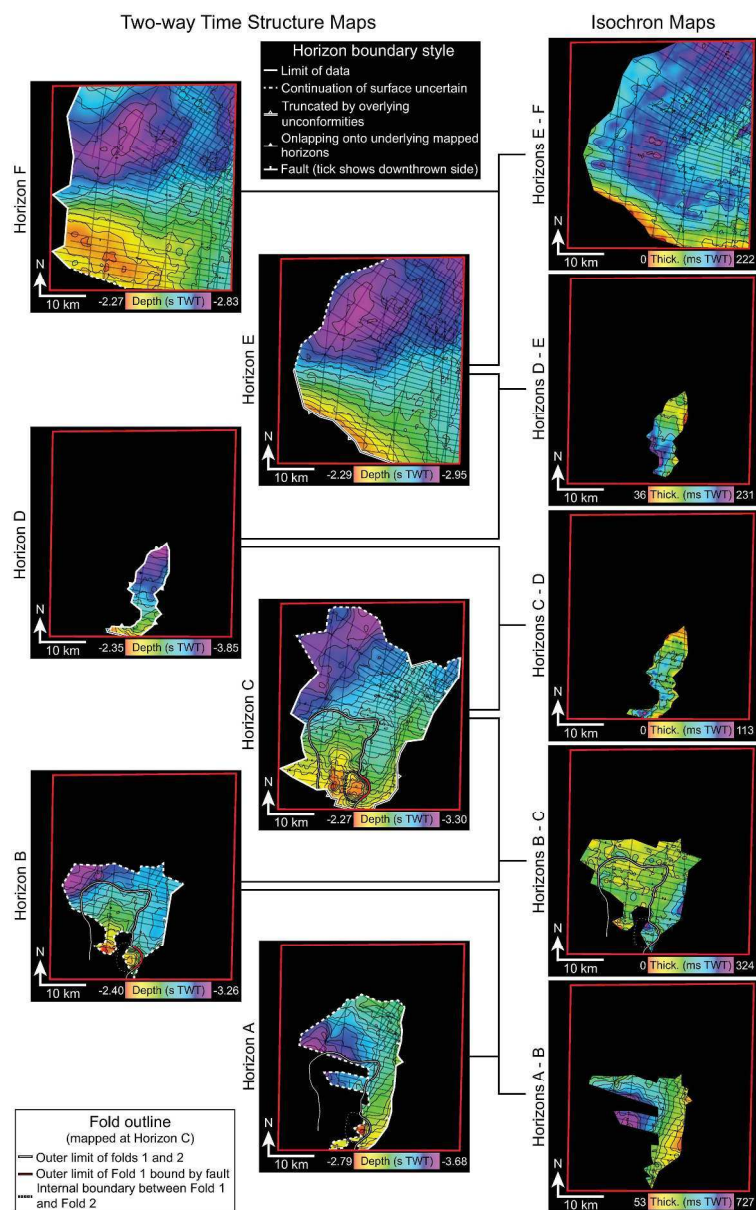 Two-way Time Structure Maps
Isochron Maps
Horizon boundary style
Limit of data
Continuation of surface uncertain
Truncated by overlying
unconformities
Onlapping onto underlying mapped
horizons
Fault (tick shows downthrown side)
Horizon F
N
10 km
-2.27 Depth (s TWT) -2.83
Horizons E - F
N
10 km
0 Thick. (ms TWT) 222
Horizon E
N
10 km
-2.29 Depth (s TWT) -2.95
Horizons D - E
N
10 km
36 Thick. (ms TWT) 231
Horizon D
N
10 km
-2.35 Depth (s TWT) -3.85
Horizons C - D
N
10 km
0 Thick. (ms TWT) 113
Horizon C
N
10 km
-2.27 Depth (s TWT) -3.30
Horizon B
N
10 km
-2.40 Depth (s TWT) -3.26
Horizons B - C
N
10 km
0 Thick. (ms TWT) 324
Horizon A
N
10 km
-2.79 Depth (s TWT) -3.68
Horizons A - B
N
10 km
53 Thick. (ms TWT) 727
Fold outline
(mapped at Horizon C)
Outer limit of folds 1 and 2
Outer limit of Fold 1 bound by fault
Internal boundary between Fold 1
and Fold 2